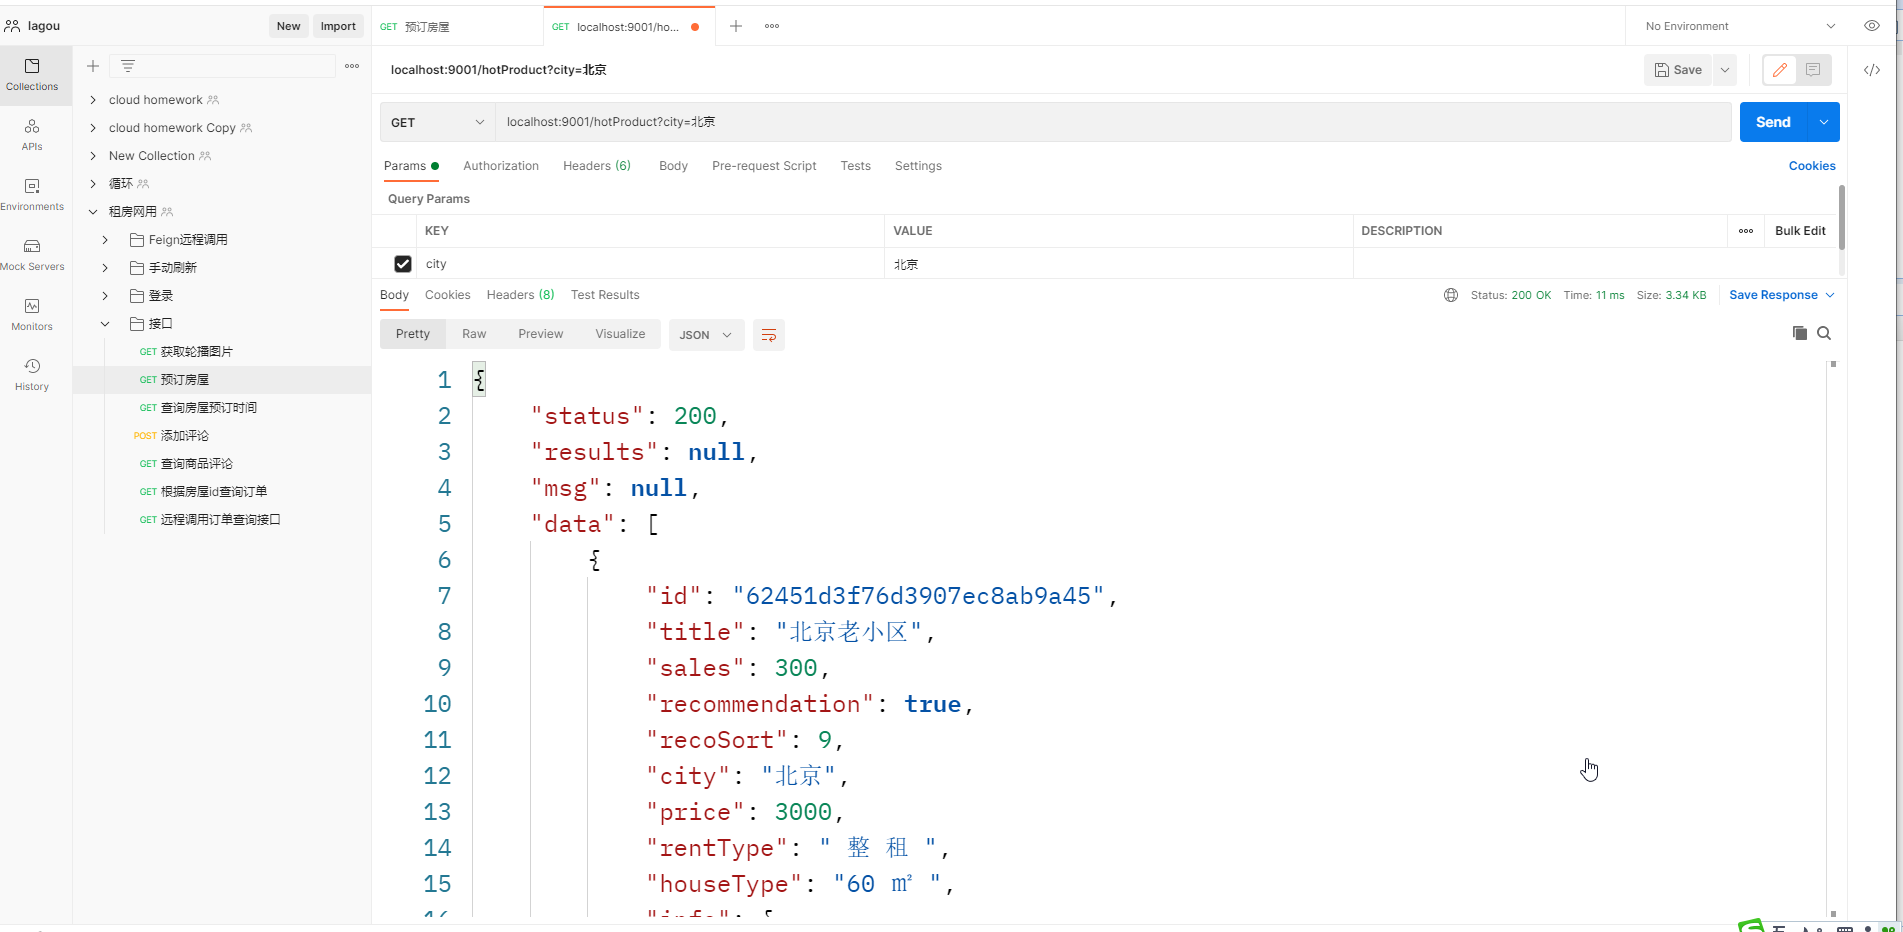 lagou
New
Import
GET 预订房屋
GET localhost:9001/ho...
No Environment
localhost:9001/hotProduct?city=北京
Save
Collections
APIs
Environments
Mock Servers
Monitors
History
cloud homework
cloud homework Copy
New Collection
循环
租房网用
Feign远程调用
手动刷新
登录
接口
GET 获取轮播图片
GET 预订房屋
GET 查询房屋预订时间
POST 添加评论
GET 查询商品评论
GET 根据房屋id查询订单
GET 远程调用订单查询接口
GET
localhost:9001/hotProduct?city=北京
Send
Params
Authorization
Headers (6)
Body
Pre-request Script
Tests
Settings
Cookies
Query Params
KEY
VALUE
DESCRIPTION
Bulk Edit
city
北京
Body
Cookies
Headers (8)
Test Results
Status: 200 OK
Time: 11 ms
Size: 3.34 KB
Save Response
Pretty
Raw
Preview
Visualize
JSON
1 {
2 "status": 200,
3 "results": null,
4 "msg": null,
5 "data": [
6 {
7 "id": "62451d3f76d3907ec8ab9a45",
8 "title": "北京老小区",
9 "sales": 300,
10 "recommendation": true,
11 "recoSort": 9,
12 "city": "北京",
13 "price": 3000,
14 "rentType": " 整 租 ",
15 "houseType": "60 ㎡ ",